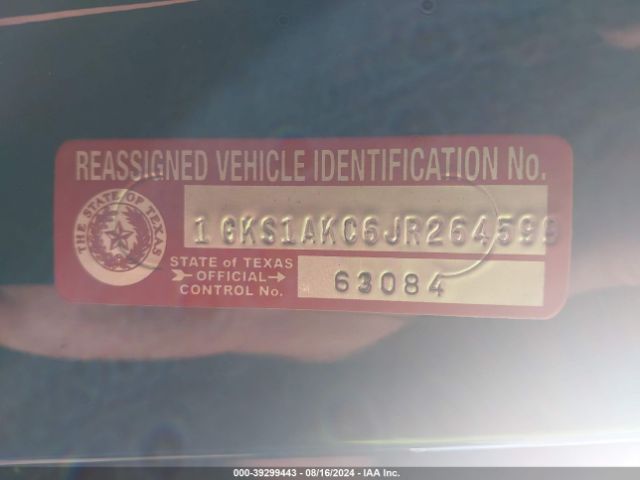 REASSIGNED VEHICLE IDENTIFICATION No.
THE STATE OF TEXAS
1GKS1AKC6JR264599
STATE of TEXAS
OFFICIAL
CONTROL No.
63084
000-39299443 - 08/16/2024 - IAA Inc.